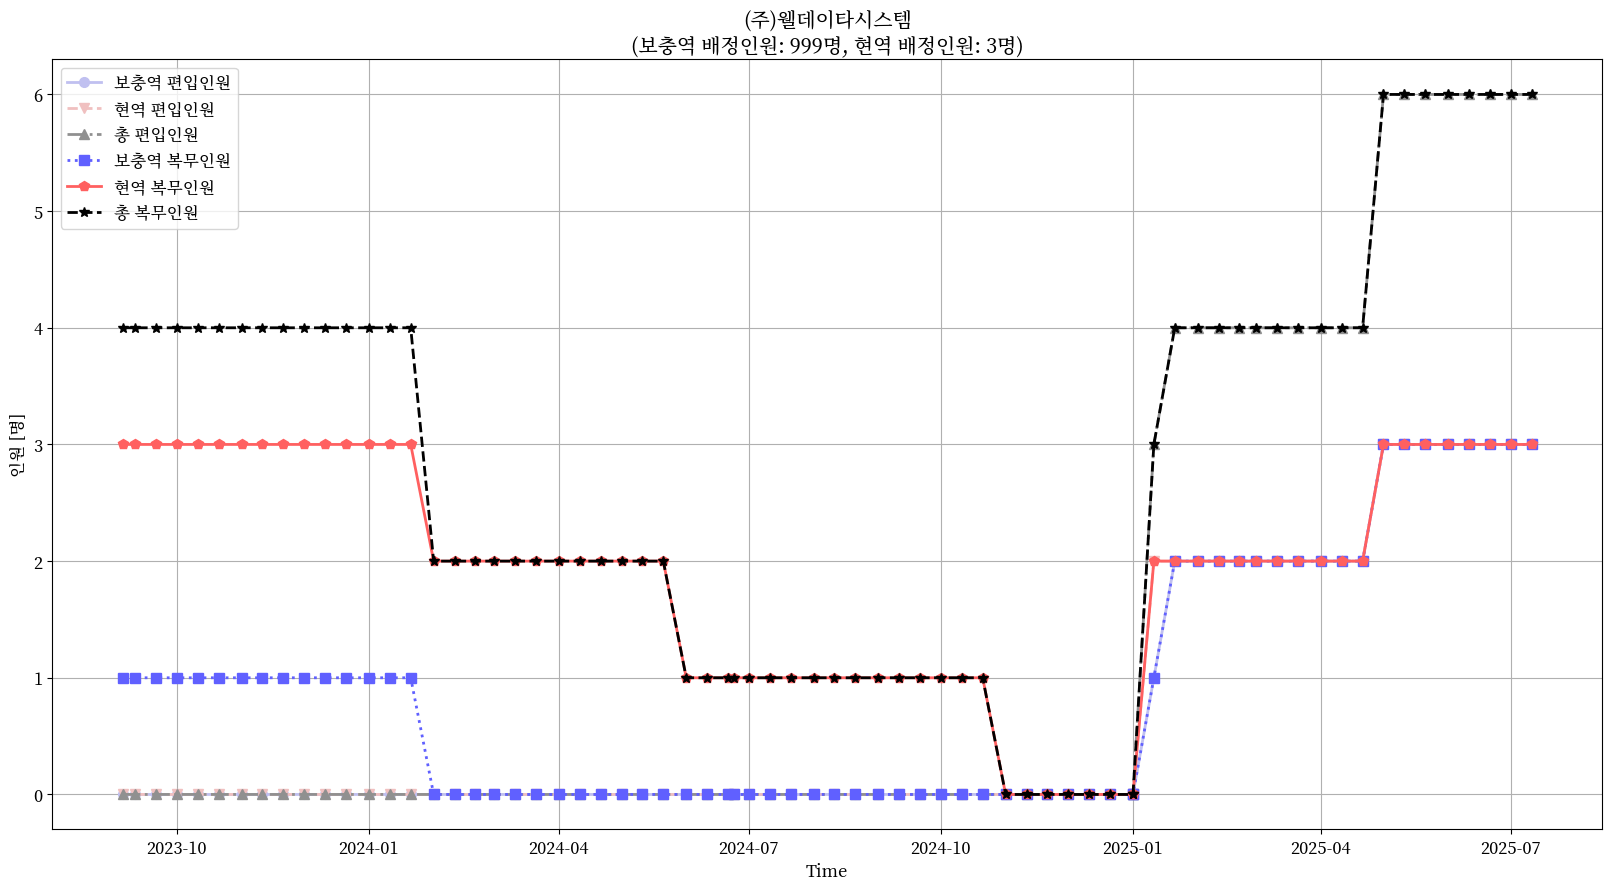 (주)웰데이타시스템
(보충역 배정인원: 999명, 현역 배정인원: 3명)
보충역 편입인원
현역 편입인원
총 편입인원
보충역 복무인원
현역 복무인원
총 복무인원
인원 [명]
6
5
4
3
2
1
0
2023-10
2024-01
2024-04
2024-07
2024-10
2025-01
2025-04
2025-07
Time